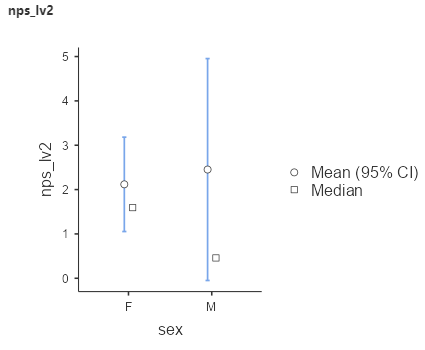 nps_lv2
5
4
3
2
1
0
nps_lv2
F
M
sex
Mean (95% CI)
Median